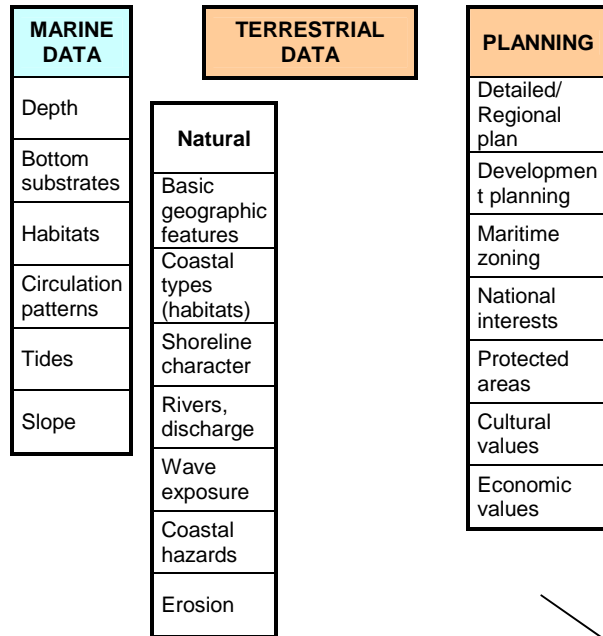 MARINE
DATA
Depth
Bottom
substrates
Habitats
Circulation
patterns
Tides
Slope
TERRESTRIAL
DATA
Natural
Basic
geographic
features
Coastal
types
(habitats)
Shoreline
character
Rivers,
discharge
Wave
exposure
Coastal
hazards
Erosion
PLANNING
Detailed/
Regional
plan
Developmen
t planning
Maritime
zoning
National
interests
Protected
areas
Cultural
values
Economic
values